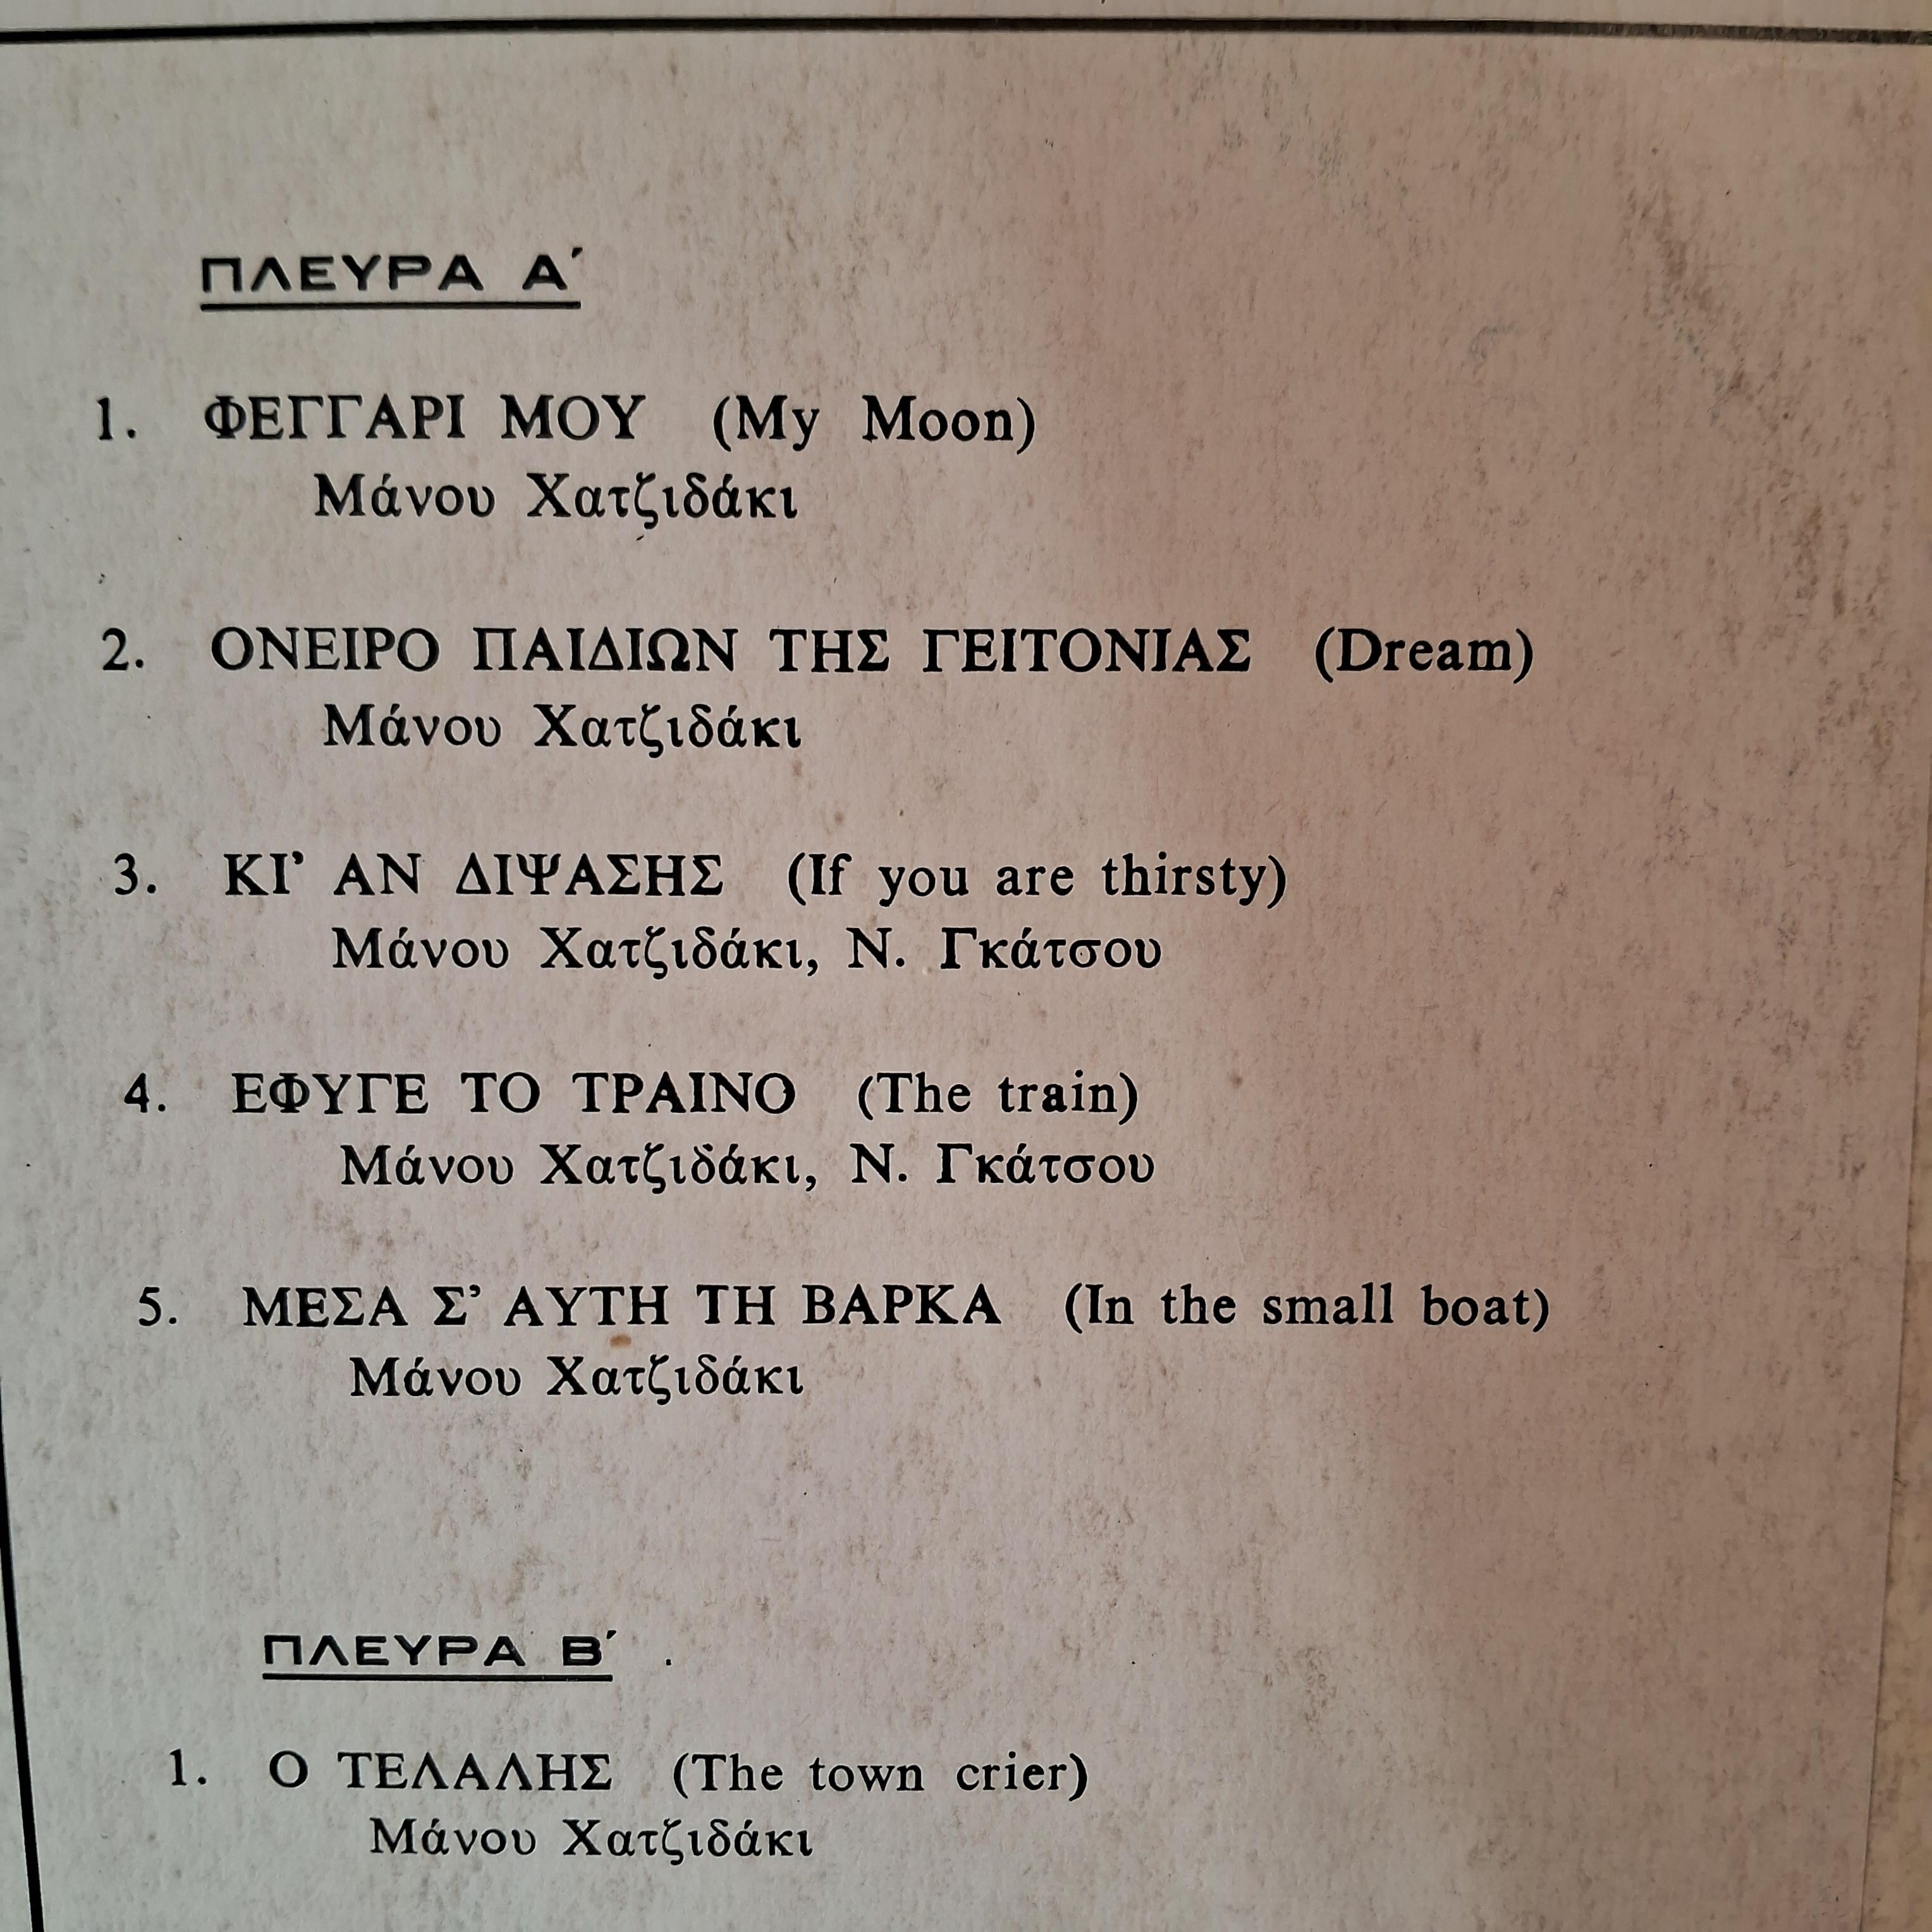 ΠΛΕΥΡΑ Α΄
1. ΦΕΓΓΑΡΙ ΜΟΥ (My Moon)
Μάνου Χατζιδάκι
2. ΟΝΕΙΡΟ ΠΑΙΔΙΩΝ ΤΗΣ ΓΕΙΤΟΝΙΑΣ (Dream)
Μάνου Χατζιδάκι
3. ΚΙ’ ΑΝ ΔΙΨΑΣΗΣ (If you are thirsty)
Μάνου Χατζιδάκι, Ν. Γκάτσου
4. ΕΦΥΓΕ ΤΟ ΤΡΑΙΝΟ (The train)
Μάνου Χατζιδάκι, Ν. Γκάτσου
5. ΜΕΣΑ Σ’ ΑΥΤΗ ΤΗ ΒΑΡΚΑ (In the small boat)
Μάνου Χατζιδάκι
ΠΛΕΥΡΑ Β΄
1. Ο ΤΕΛΑΛΗΣ (The town crier)
Μάνου Χατζιδάκι